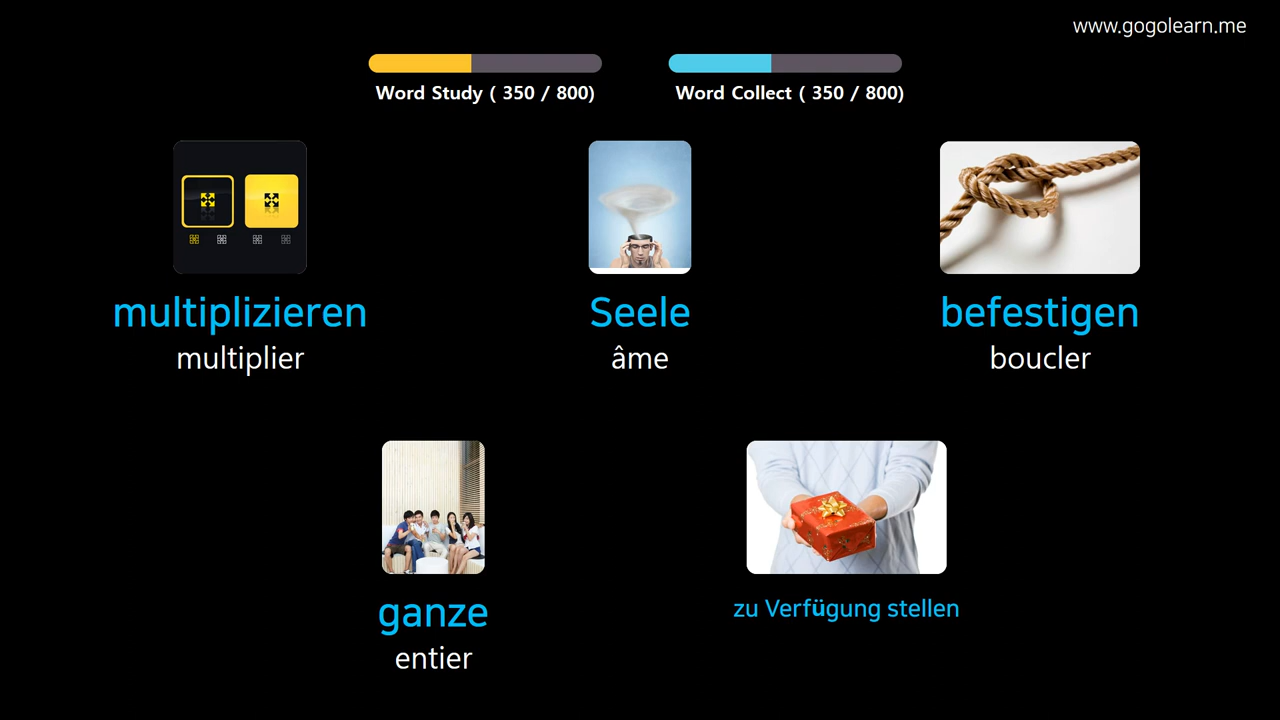 www.gogolearn.me
Word Study ( 350 / 800)
Word Collect ( 350 / 800)
multiplizieren
multiplier
Seele
âme
befestigen
boucler
ganze
entier
zu Verfügung stellen